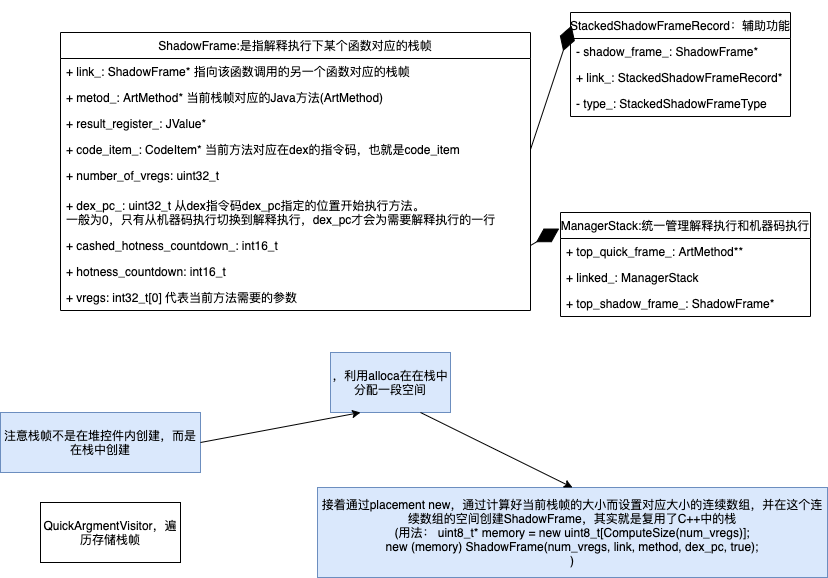 ShadowFrame:是指解释执行下某个函数对应的栈帧
+ link_: ShadowFrame* 指向该函数调用的另一个函数对应的栈帧
+ metod_: ArtMethod* 当前栈帧对应的Java方法(ArtMethod)
+ result_register_: JValue*
+ code_item_: CodeItem* 当前方法对应在dex的指令码，也就是code_item
+ number_of_vregs: uint32_t
+ dex_pc_: uint32_t 从dex指令码dex_pc指定的位置开始执行方法。
一般为0，只有从机器码执行切换到解释执行，dex_pc才会为需要解释执行的一行
+ cashed_hotness_countdown_: int16_t
+ hotness_countdown: int16_t
+ vregs: int32_t[0] 代表当前方法需要的参数
StackedShadowFrameRecord：辅助功能
- shadow_frame_: ShadowFrame*
+ link_: StackedShadowFrameRecord*
- type_: StackedShadowFrameType
ManagerStack:统一管理解释执行和机器码执行
+ top_quick_frame_: ArtMethod**
+ linked_: ManagerStack
+ top_shadow_frame_: ShadowFrame*
，利用alloca在在栈中
分配一段空间
注意栈帧不是在堆控件内创建，而是
在栈中创建
QuickArgmentVisitor，遍
历存储栈帧
接着通过placement new，通过计算好当前栈帧的大小而设置对应大小的连续数组，并在这个连
续数组的空间创建ShadowFrame，其实就是复用了C++中的栈
(用法： uint8_t* memory = new uint8_t[ComputeSize(num_vregs)];
new (memory) ShadowFrame(num_vregs, link, method, dex_pc, true);
)